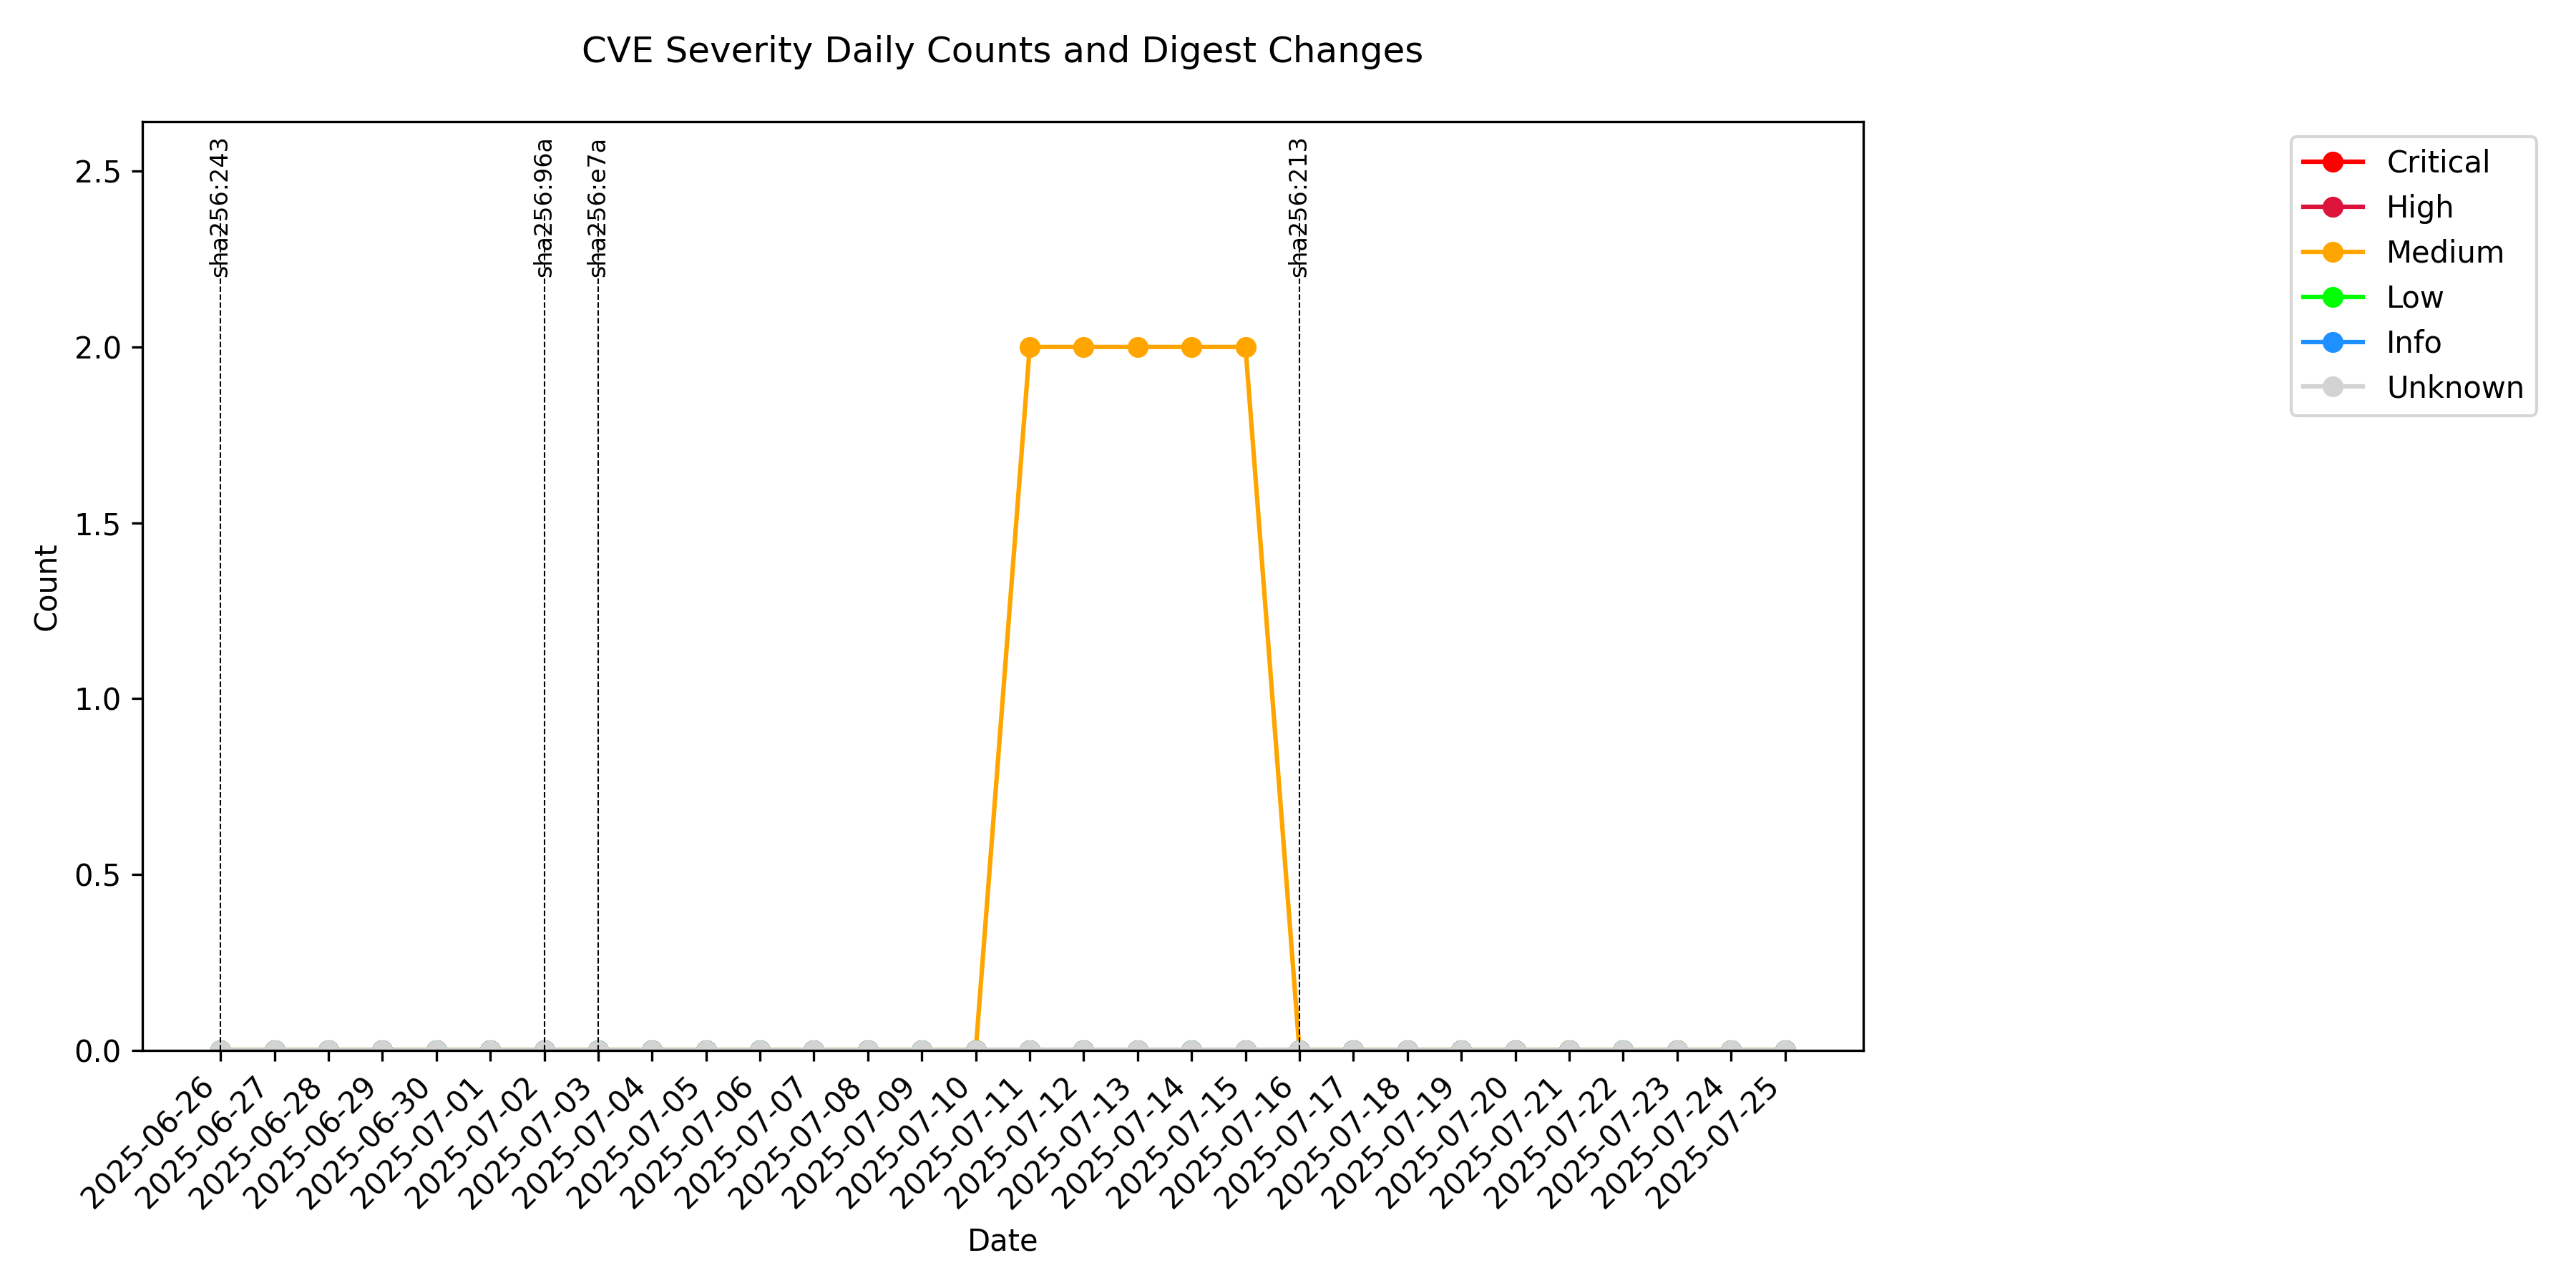 CVE Severity Daily Counts and Digest Changes
sha256:243
sha256:96a
sha256:e7a
sha256:213
2.5
2.0
1.5
1.0
0.5
0.0
Count
Critical
High
Medium
Low
Info
Unknown
2025-06-26
2025-06-27
2025-06-28
2025-06-29
2025-06-30
2025-07-01
2025-07-02
2025-07-03
2025-07-04
2025-07-05
2025-07-06
2025-07-07
2025-07-08
2025-07-09
2025-07-10
2025-07-11
2025-07-12
2025-07-13
2025-07-14
2025-07-15
2025-07-16
2025-07-17
2025-07-18
2025-07-19
2025-07-20
2025-07-21
2025-07-22
2025-07-23
2025-07-24
2025-07-25
Date